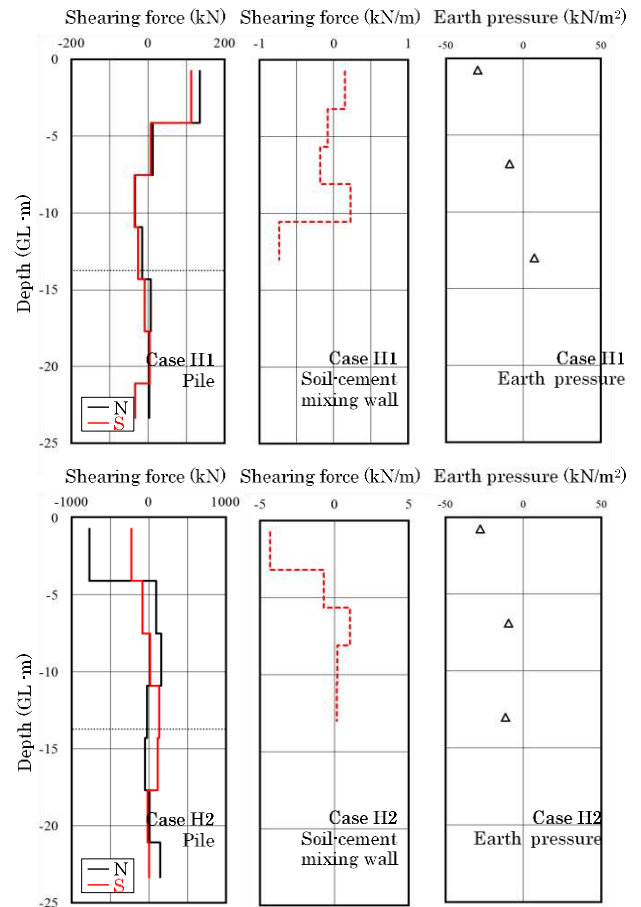 Shearing force (kN) Shearing force (kN/m) Earth pressure (kN/m²)
-200 0 200 -1 0 1 -50 0 50
0
-5
-10
-15
-20
-25
Depth (GL -m)
Case H1
Pile
N
S
Case H1
Soil-cement
mixing wall
Case H1
Earth pressure
Shearing force (kN) Shearing force (kN/m) Earth pressure (kN/m²)
-1000 0 1000 -5 0 5 -50 0 50
0
-5
-10
-15
-20
-25
Depth (GL -m)
Case H2
Pile
N
S
Case H2
Soil-cement
mixing wall
Case H2
Earth pressure